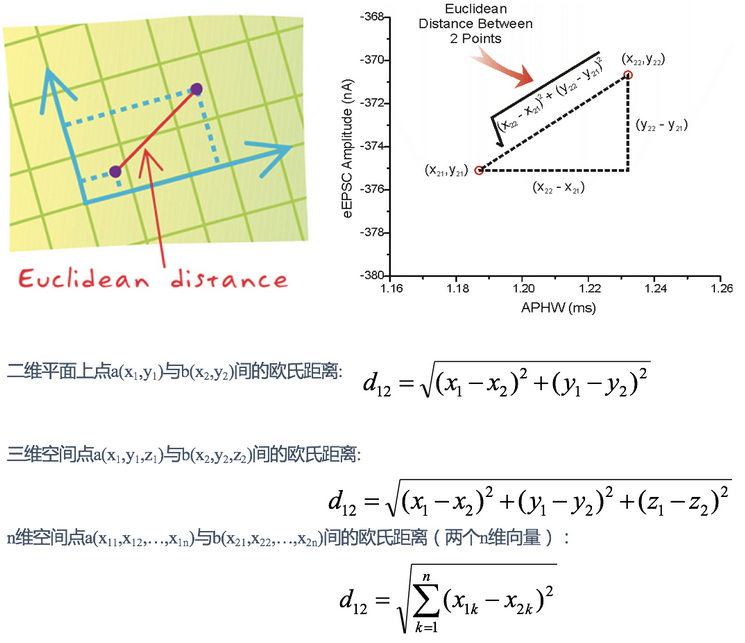 Euclidean distance
Euclidean
Distance Between
2 Points
-368
-370
-372
-374
-376
-378
-380
eEPSC Amplitude (nA)
1.16
1.18
1.20
1.22
1.24
1.26
APHW (ms)
(x₂₂,y₂₂)
√(x₂₂ - x₂₁)² + (y₂₂ - y₂₁)²
(y₂₂ – y₂₁)
(x₂₁,y₂₁)
(x₂₂ – x₂₁)
二维平面上点a(x₁,y₁)与b(x₂,y₂)间的欧氏距离:
d₁₂ = √(x₁ − x₂)² + (y₁ − y₂)²
三维空间点a(x₁,y₁,z₁)与b(x₂,y₂,z₂)间的欧氏距离:
d₁₂ = √(x₁ − x₂)² + (y₁ − y₂)² + (z₁ − z₂)²
n维空间点a(x₁₁,x₁₂,…,x₁ₙ)与b(x₂₁,x₂₂,…,x₂ₙ)间的欧氏距离（两个n维向量）：
d₁₂ = √∑ₖ₌₁ⁿ (x₁ₖ − x₂ₖ)²